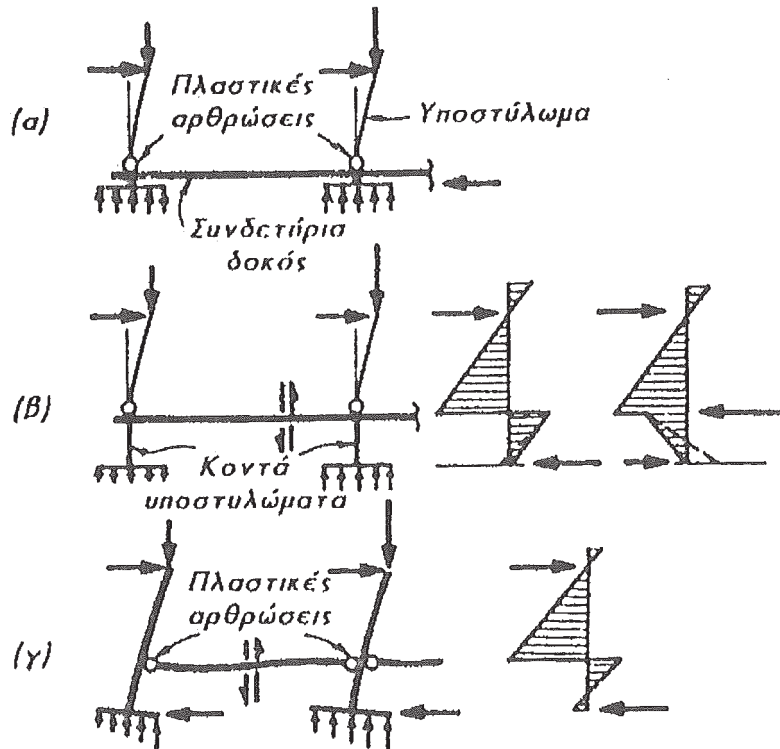 (α)
Πλαστικές
αρθρώσεις
Υποστύλωμα
Συνδετήρια
δοκός
(β)
Κοντά
υποστυλώματα
(γ)
Πλαστικές
αρθρώσεις